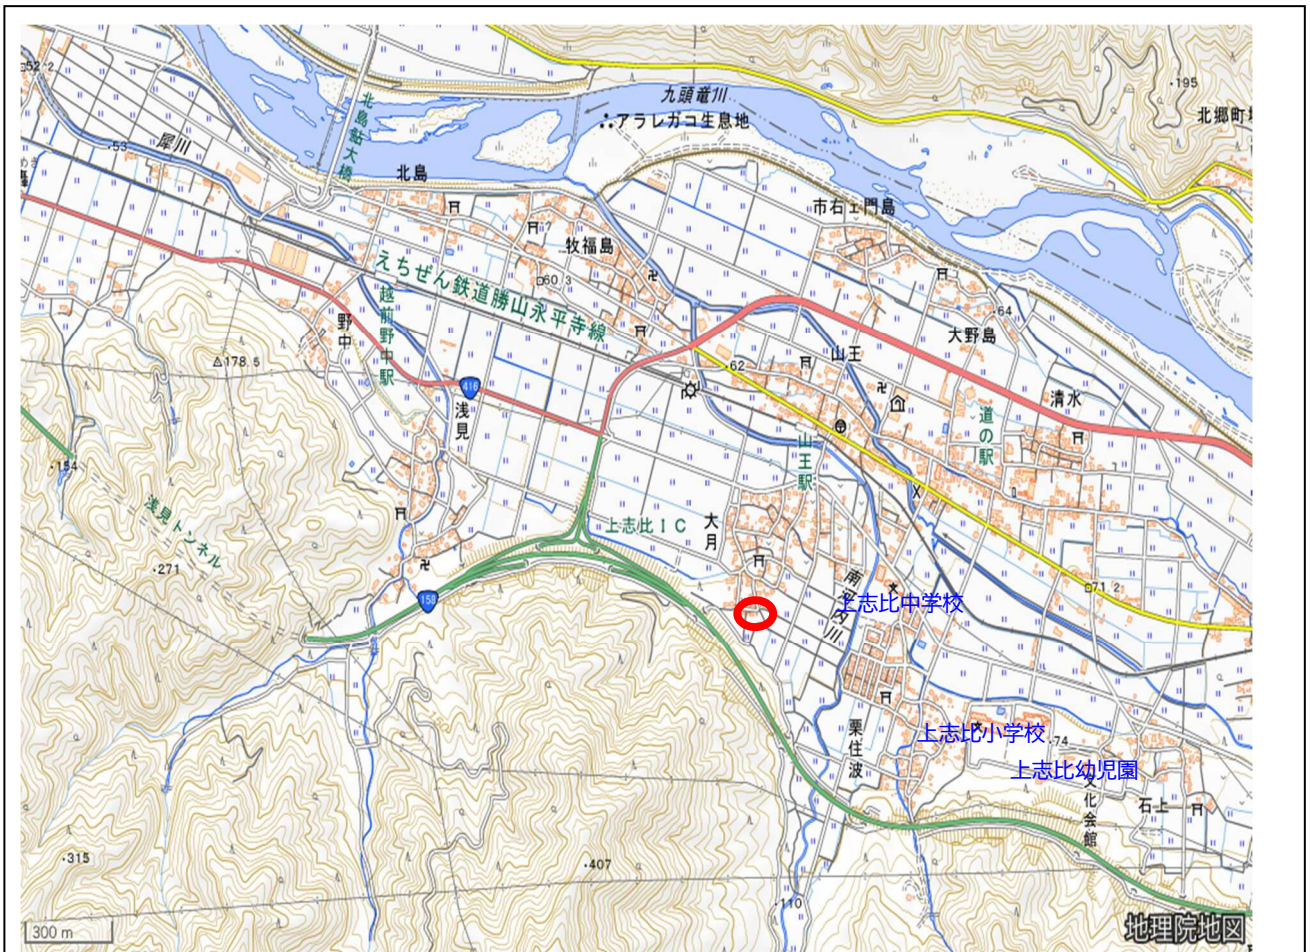 52.2
九頭竜川
∴アラレガコ生息地
・195
北郷町
北島鮎大橋
犀川
・53
北島
市右エ門島
牧福島
60.3
えちぜん鉄道勝山永平寺線
越前野中駅
野中
・64
大野島
△178.5
・62
山王
416
浅見
清水
道の駅
山王駅
・154
浅見トンネル
上志比IC
大月
・271
158
南河内川
上志比中学校
71.2
栗住波
上志比小学校
・74
上志比幼児園
文化会館
石上
・315
・407
・110
300 m
地理院地図